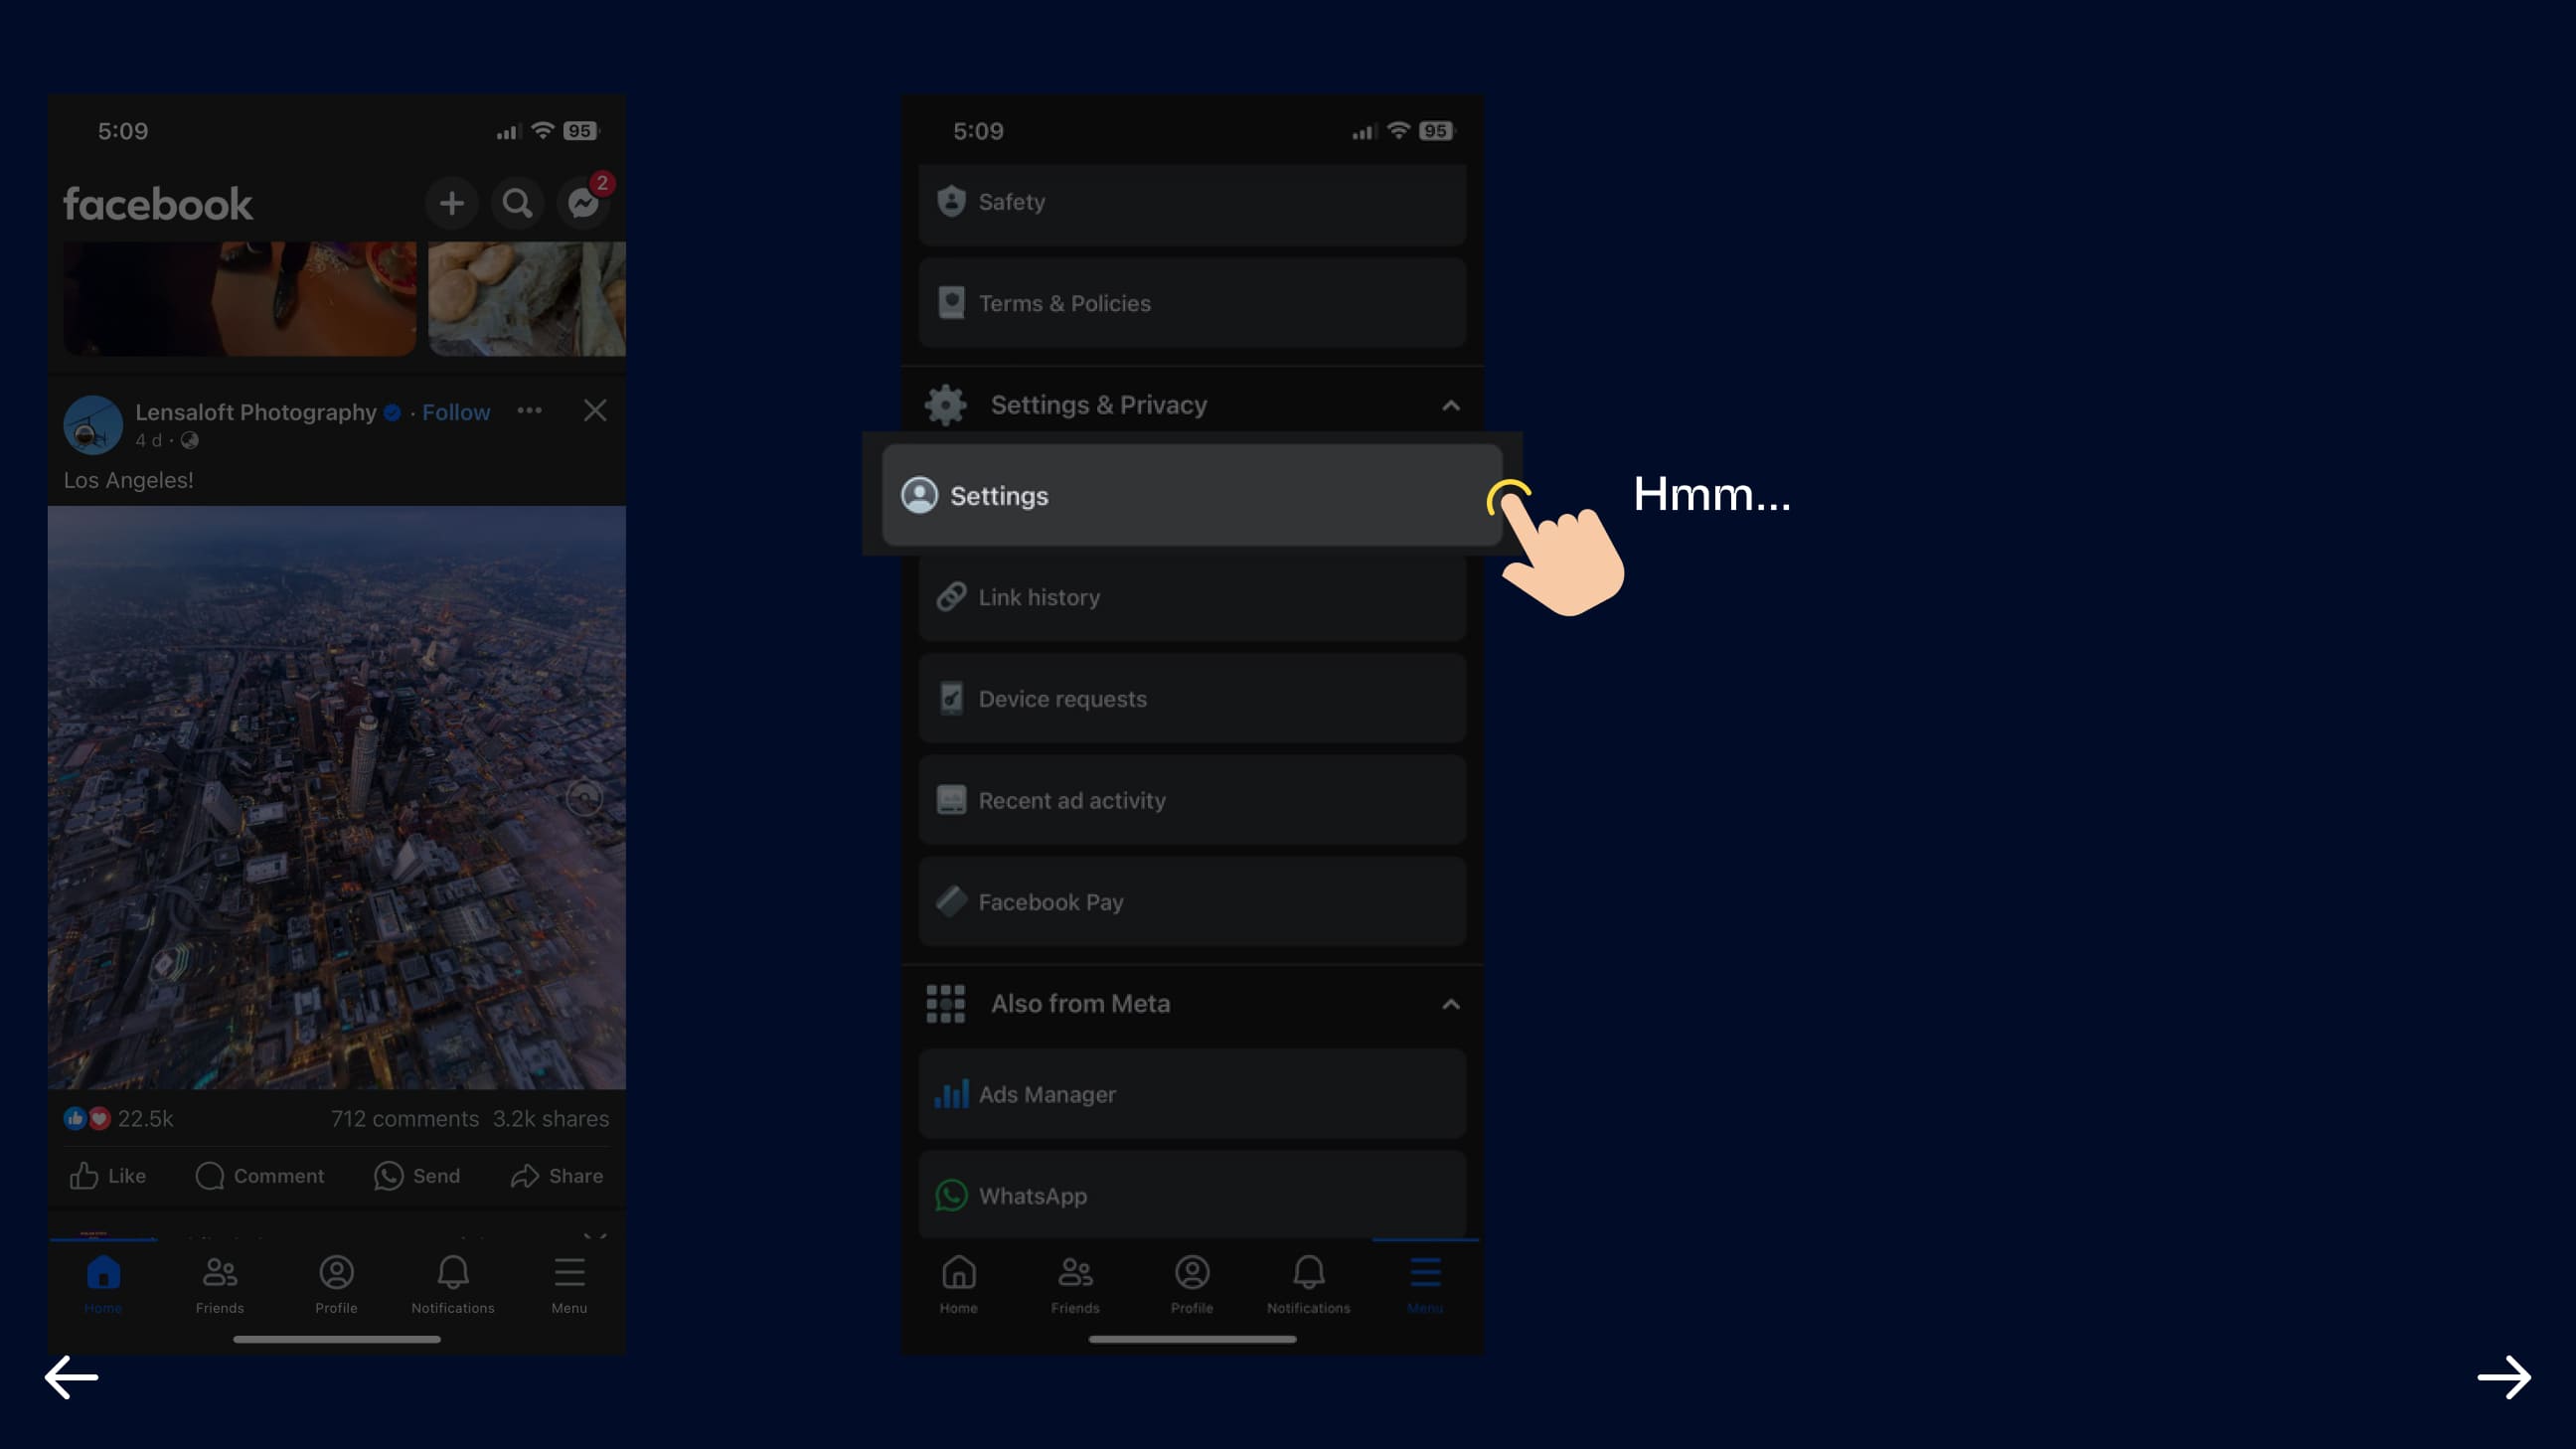 5:09
95
facebook
2
Lensaloft Photography · Follow
4 d ·
Los Angeles!
22.5k 712 comments 3.2k shares
Like Comment Send Share
Home Friends Profile Notifications Menu
5:09
95
Safety
Terms & Policies
Settings & Privacy
Settings
Link history
Device requests
Recent ad activity
Facebook Pay
Also from Meta
Ads Manager
WhatsApp
Home Friends Profile Notifications Menu
Hmm...